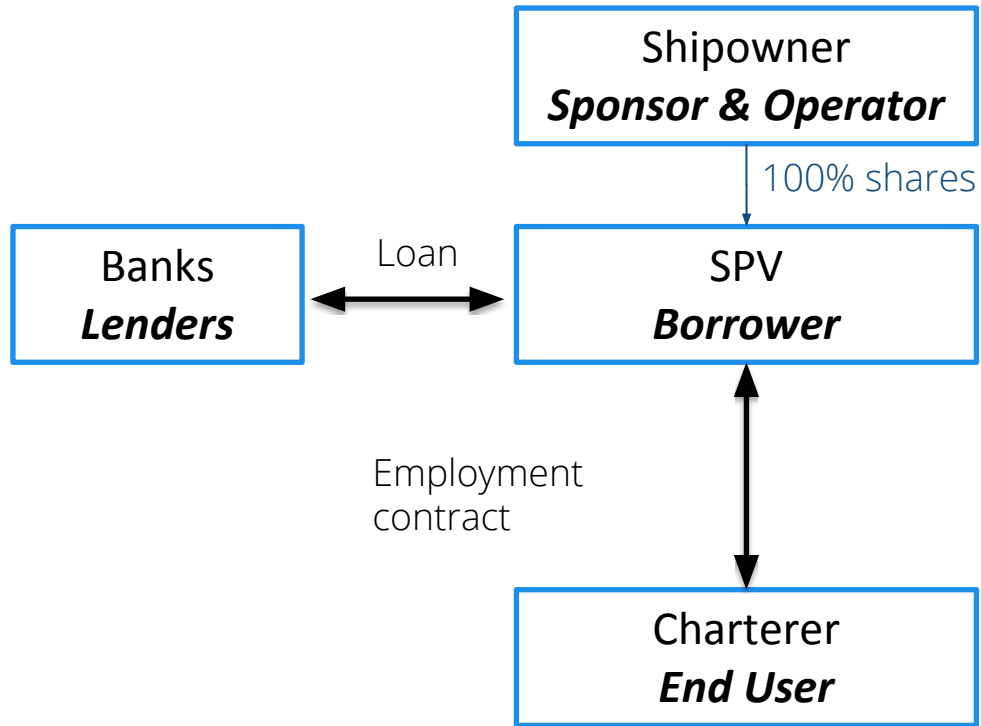 Shipowner
Sponsor & Operator
100% shares
Banks
Lenders
Loan
SPV
Borrower
Employment
contract
Charterer
End User